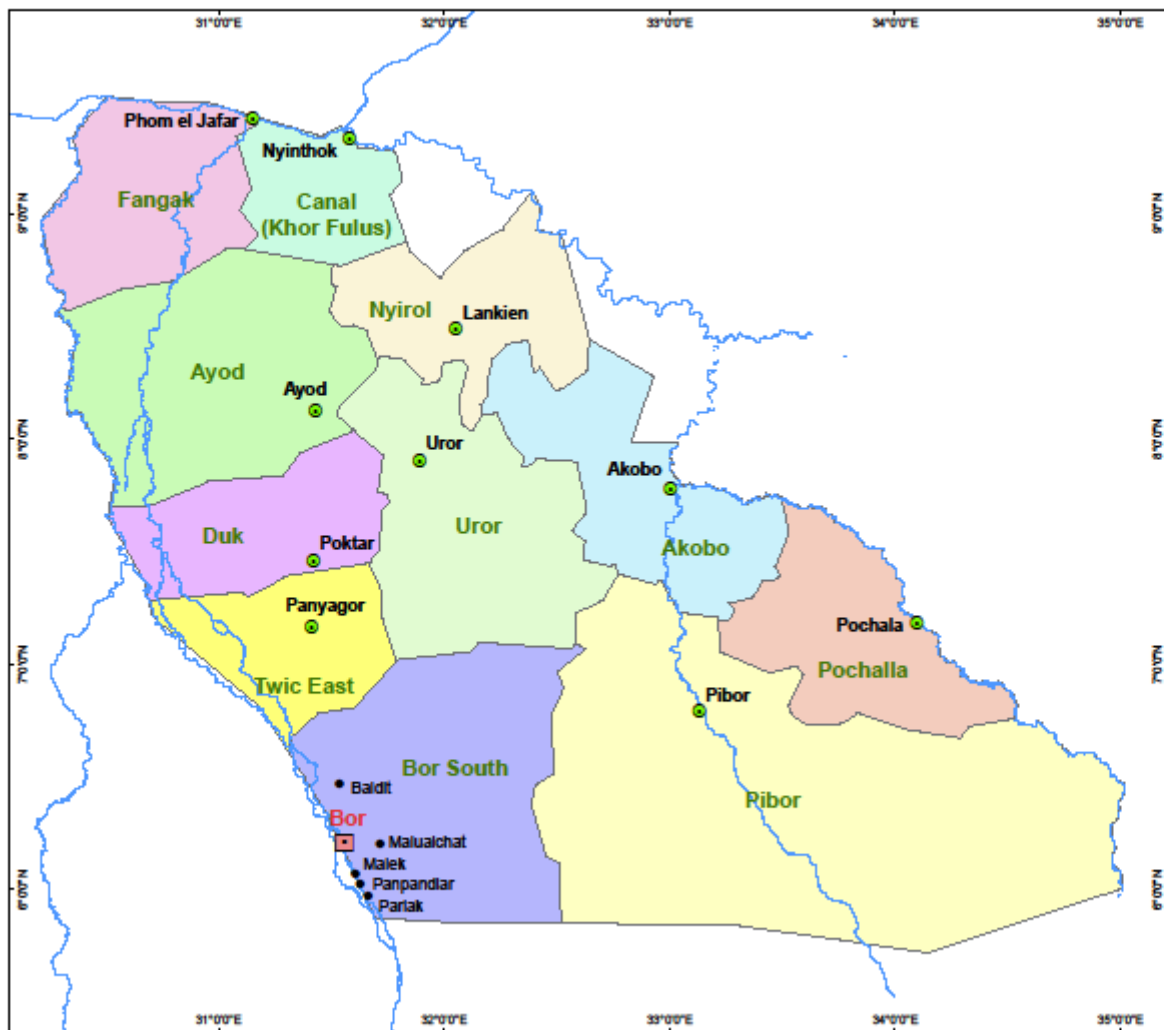 31°0'0"E 32°0'0"E 33°0'0"E 34°0'0"E 35°0'0"E
Phom el Jafar
Nyinthok
Fangak
Canal
(Khor Fulus)
9°0'0"N 9°0'0"N
Nyirol
Lankien
Ayod
Ayod
8°0'0"N 8°0'0"N
Uror
Akobo
Uror
Duk
Poktar
Akobo
Panyagor
Pochala
7°0'0"N 7°0'0"N
Twic East
Pochalla
Pibor
Bor South
Baidit
Pibor
Bor
Malualchat
Malek
Panpandiar
6°0'0"N 6°0'0"N
Pariak
31°0'0"E 32°0'0"E 33°0'0"E 34°0'0"E 35°0'0"E